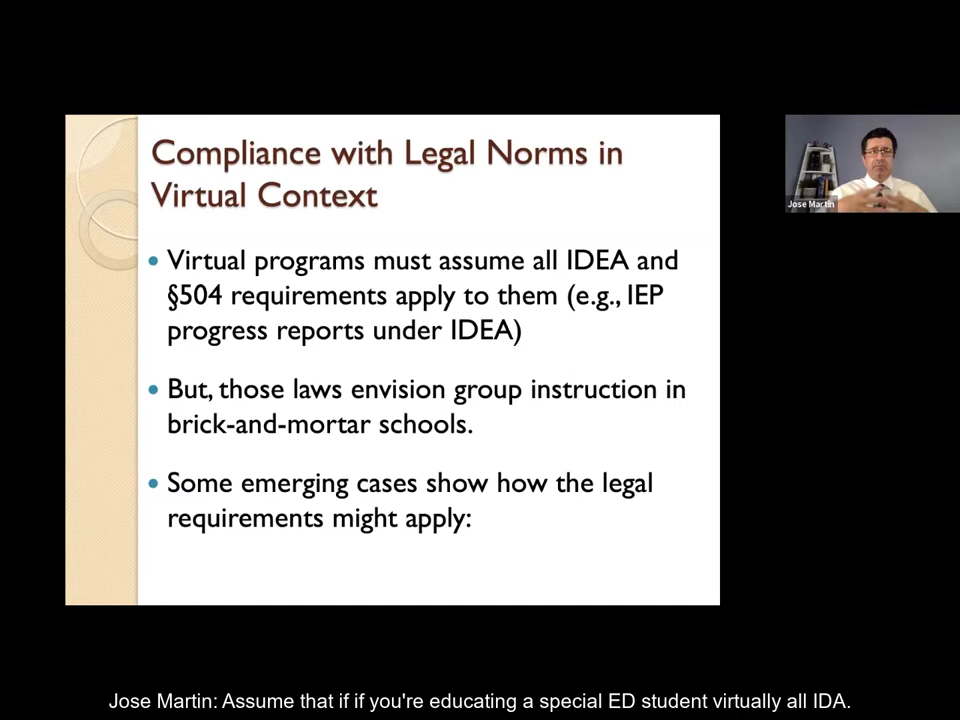 Compliance with Legal Norms in
Virtual Context
• Virtual programs must assume all IDEA and
§504 requirements apply to them (e.g., IEP
progress reports under IDEA)
• But, those laws envision group instruction in
brick-and-mortar schools.
• Some emerging cases show how the legal
requirements might apply:
Jose Martin
Jose Martin: Assume that if if you're educating a special ED student virtually all IDA.